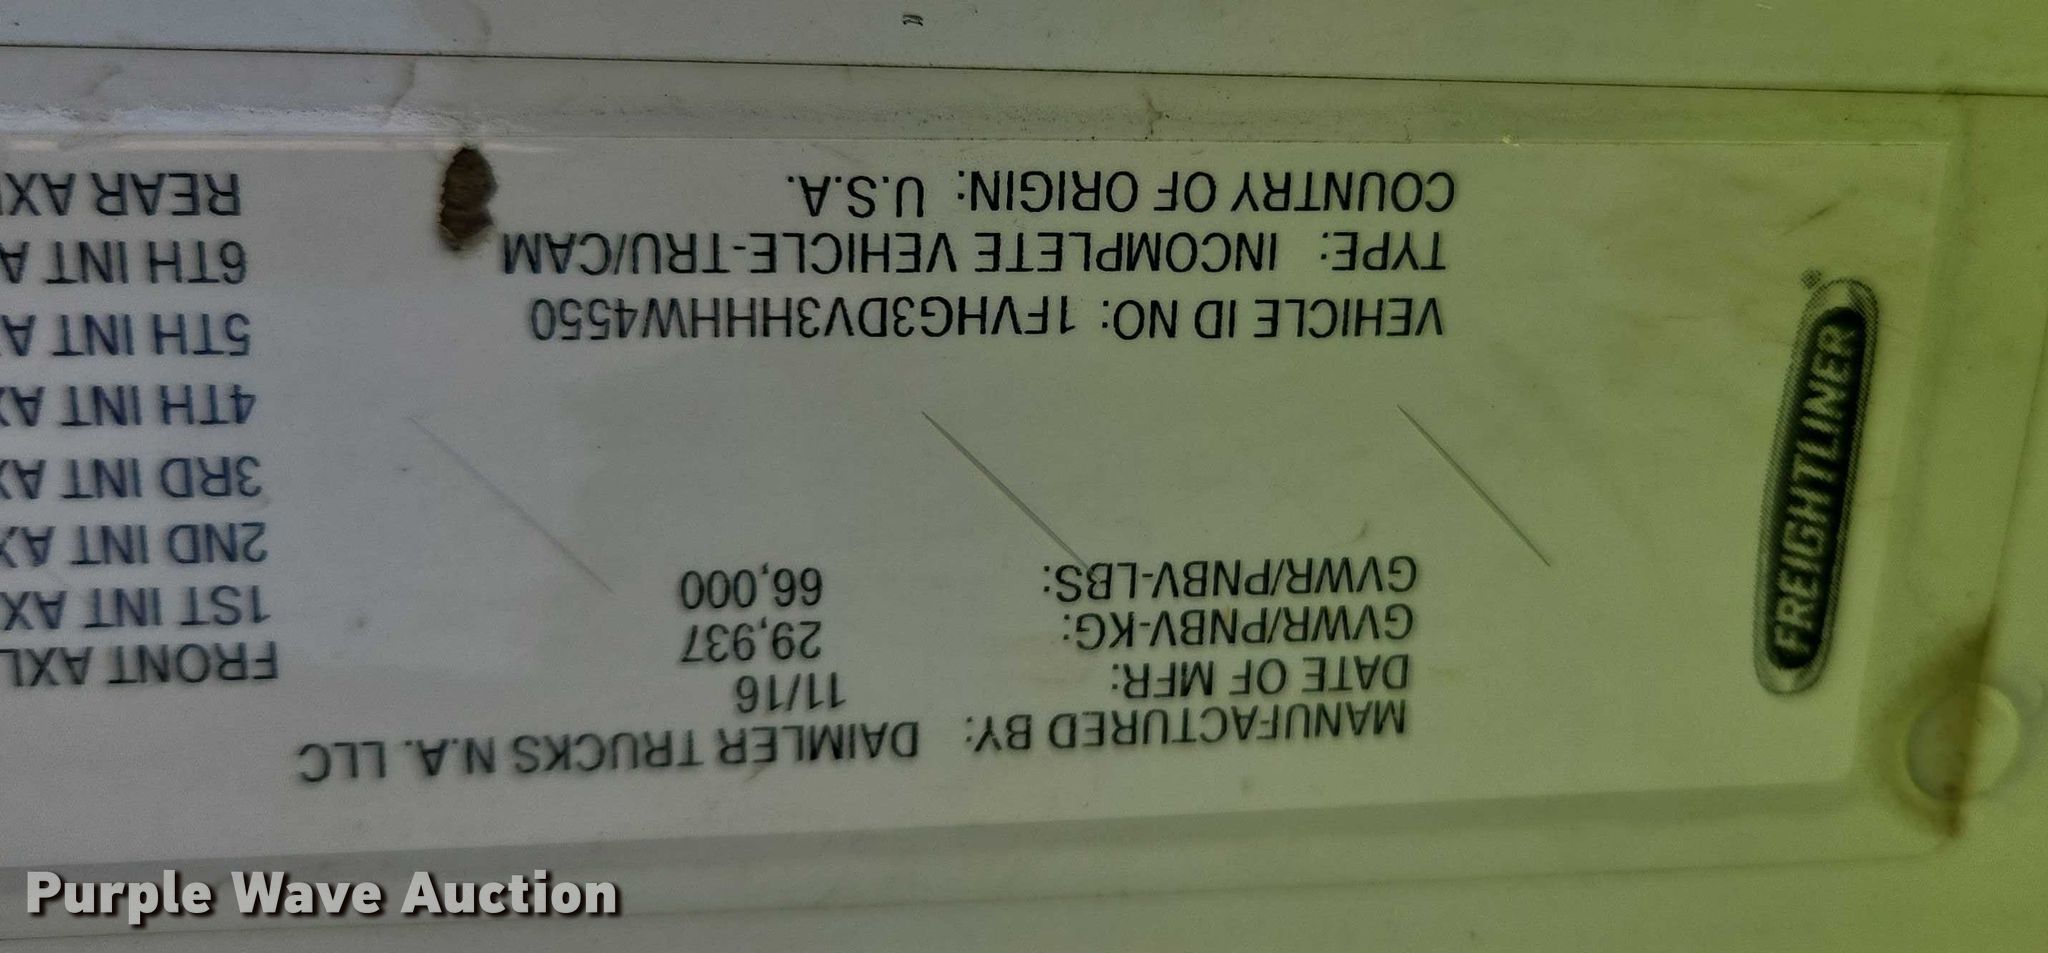 FREIGHTLINER®
MANUFACTURED BY: DAIMLER TRUCKS N.A. LLC
DATE OF MFR: 11/16
GVWR/PNBV-KG: 29,937
GVWR/PNBV-LBS: 66,000
VEHICLE ID NO: 1FVHG3DV3HHHW4550
TYPE: INCOMPLETE VEHICLE-TRU/CAM
COUNTRY OF ORIGIN: U.S.A.
FRONT AXL
1ST INT AX
2ND INT AX
3RD INT AX
4TH INT AX
5TH INT A
6TH INT A
REAR AX
Purple Wave Auction